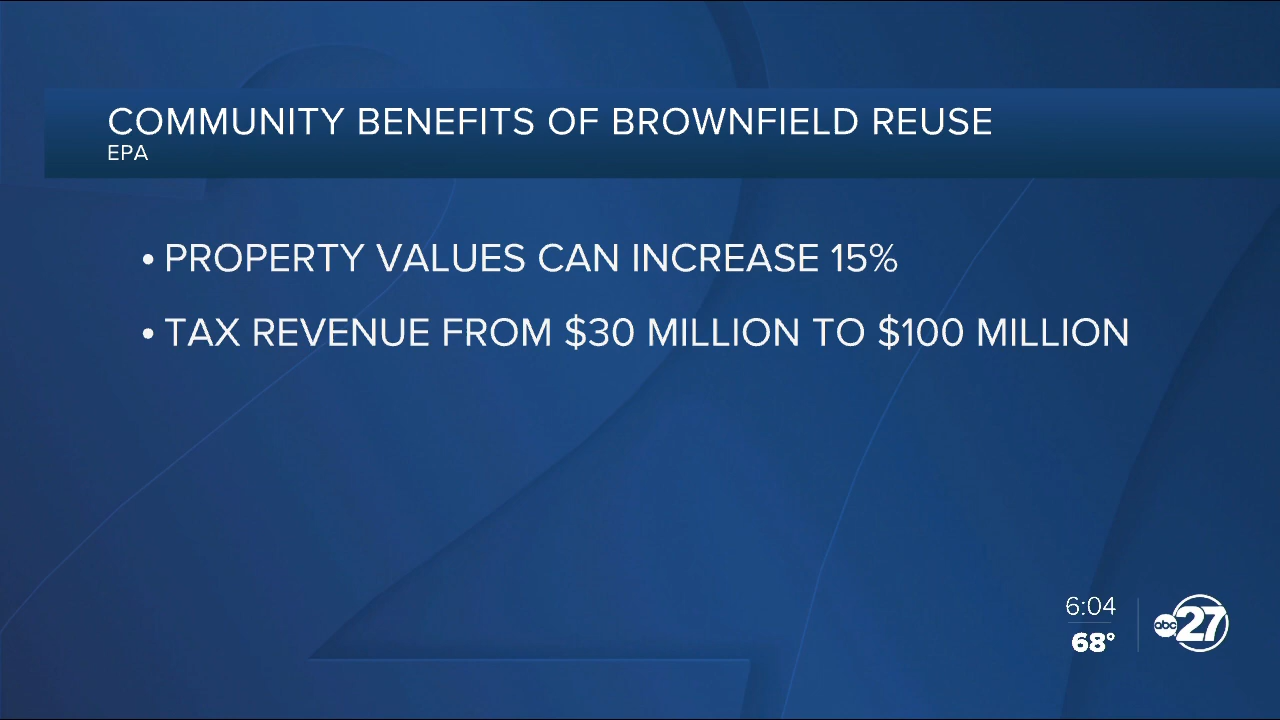 COMMUNITY BENEFITS OF BROWNFIELD REUSE
EPA
• PROPERTY VALUES CAN INCREASE 15%
• TAX REVENUE FROM $30 MILLION TO $100 MILLION
6:04
68°
abc 27